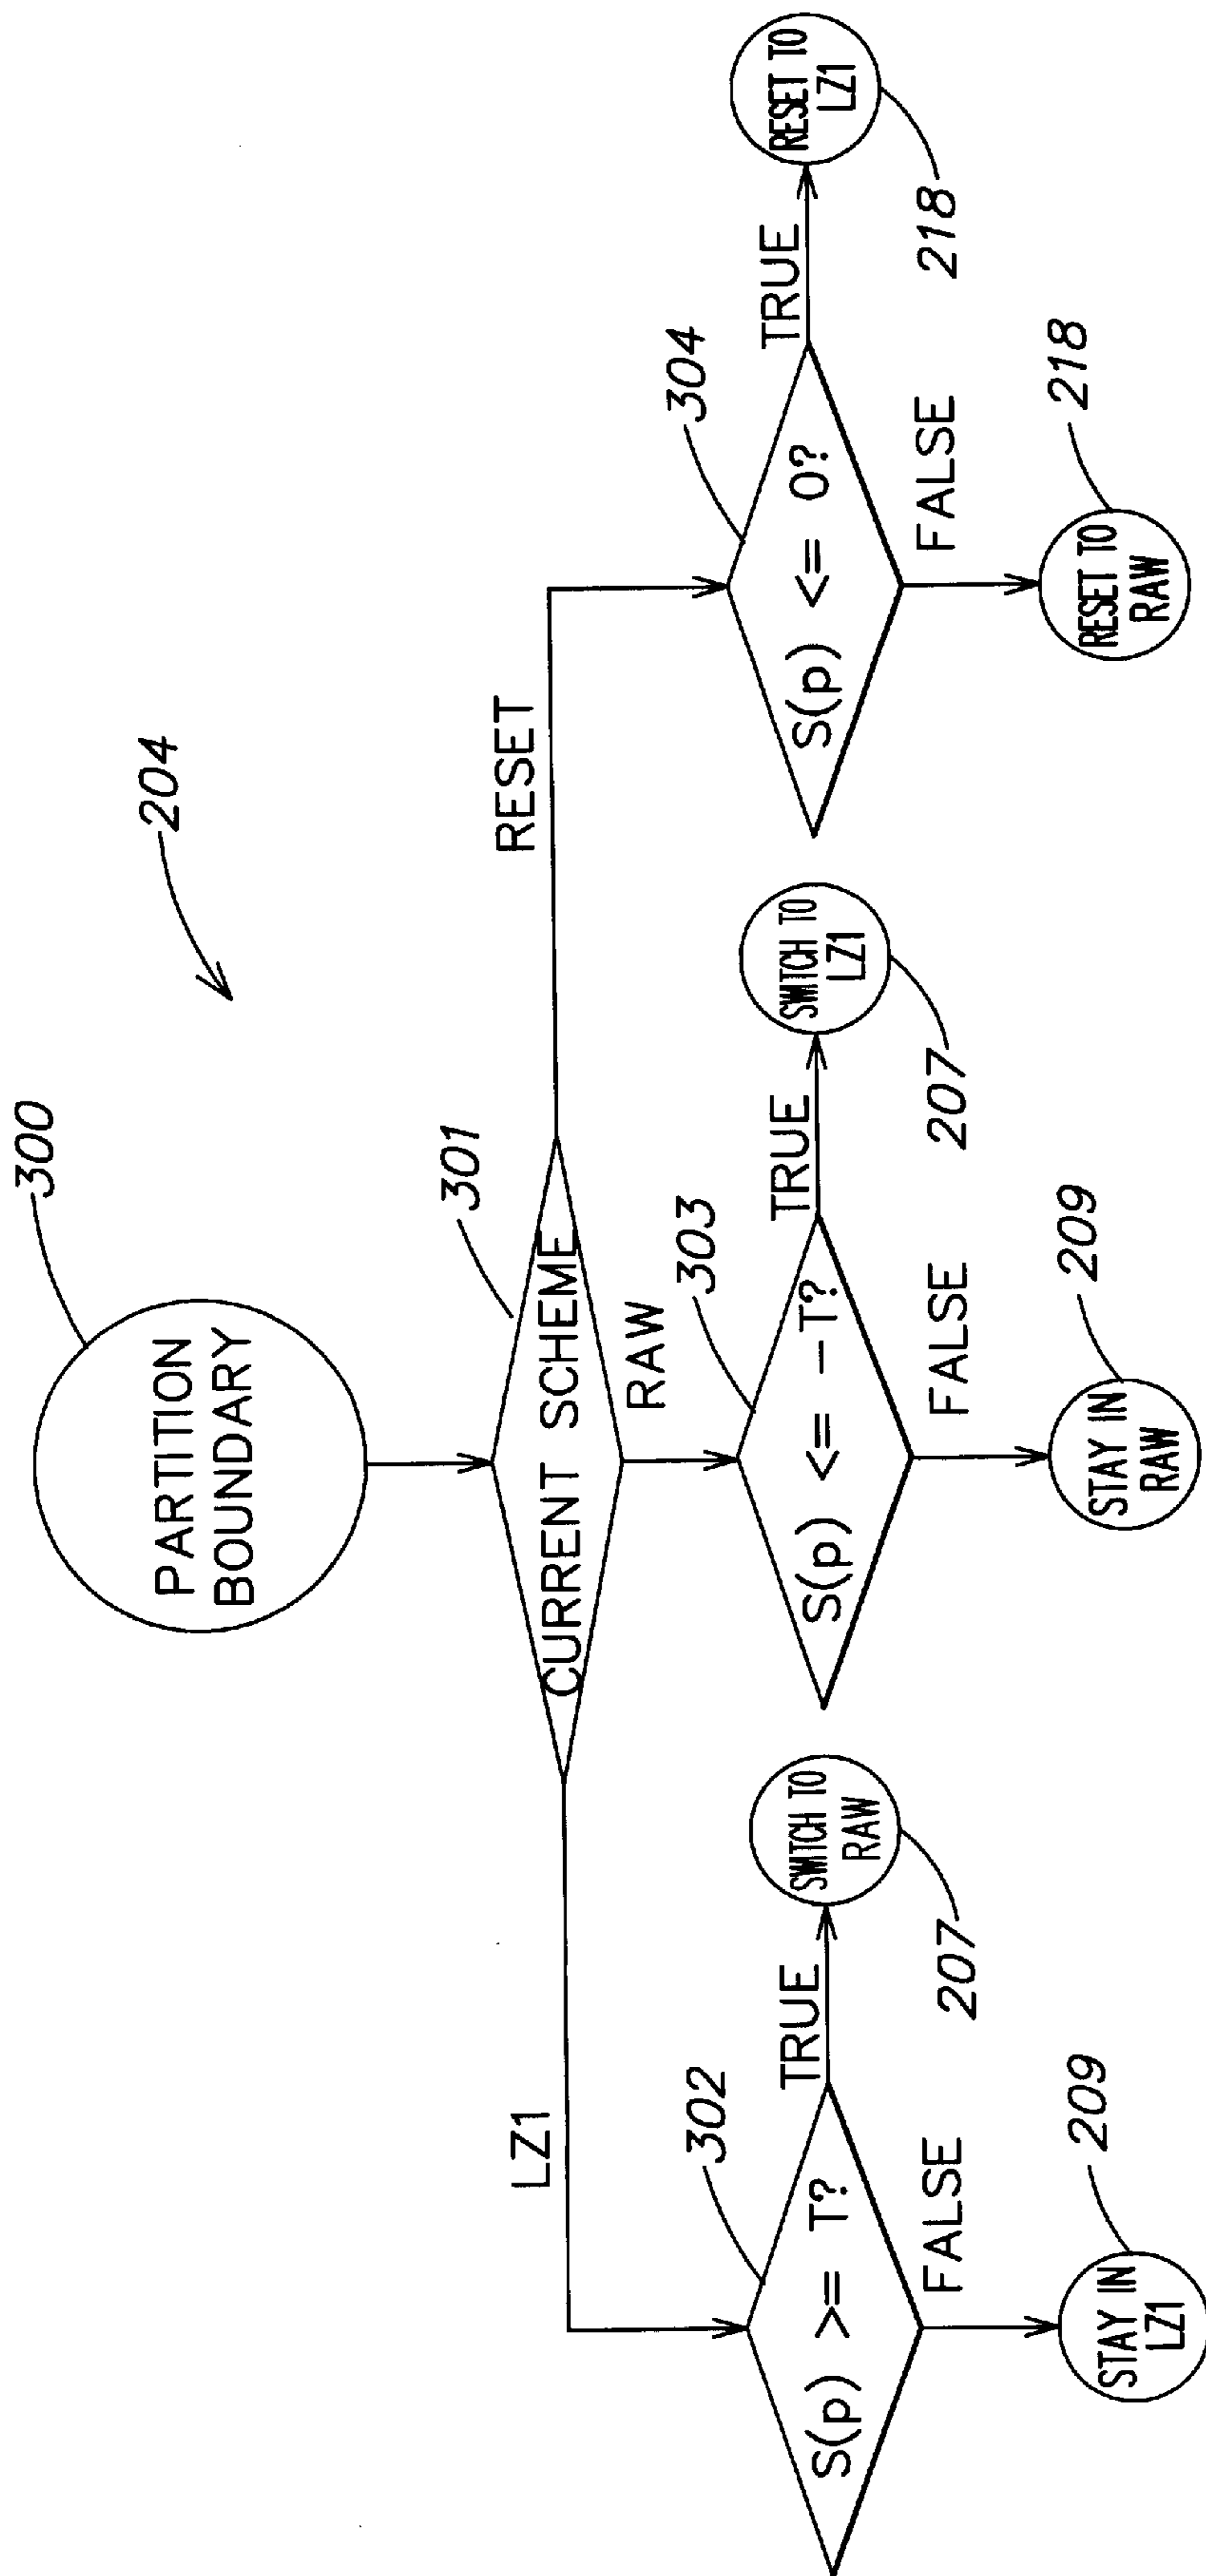 204
300
PARTITION
BOUNDARY
301
CURRENT SCHEME
LZ1
RAW
RESET
302
S(p) >= T?
TRUE
SWITCH TO
RAW
207
FALSE
STAY IN
LZ1
209
303
S(p) <= -T?
TRUE
SWITCH TO
LZ1
207
FALSE
STAY IN
RAW
209
304
S(p) <= 0?
TRUE
RESET TO
LZ1
218
FALSE
RESET TO
RAW
218